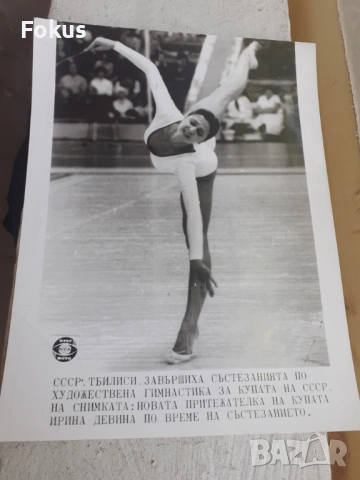 Fokus
СССР, ТБИЛИСИ. ЗАВЪРШИХА СЪСТЕЗАНИЯТА ПО
ХУДОЖЕСТВЕНА ГИМНАСТИКА ЗА КУПАТА НА СССР.
НА СНИМКАТА: НОВАТА ПРИТЕЖАТЕЛКА НА КУПАТА
ИРИНА ДЕВИНА ПО ВРЕМЕ НА СЪСТЕЗАНИЕТО.
bazar.bg